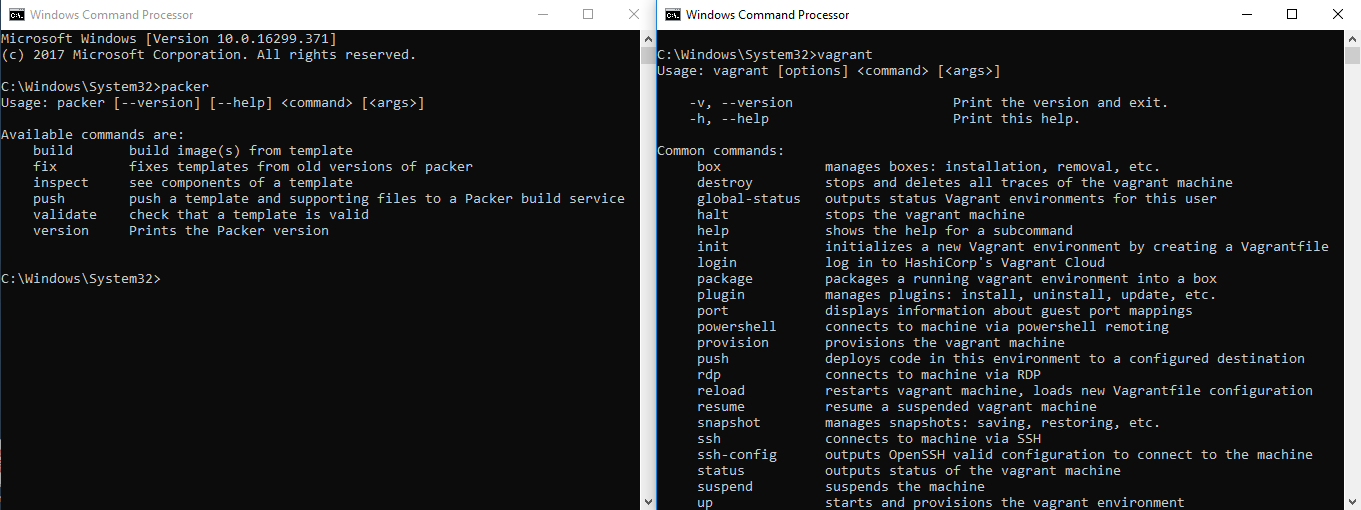 Windows Command Processor
Microsoft Windows [Version 10.0.16299.371]
(c) 2017 Microsoft Corporation. All rights reserved.
C:\Windows\System32>packer
Usage: packer [--version] [--help] <command> [<args>]
Available commands are:
build build image(s) from template
fix fixes templates from old versions of packer
inspect see components of a template
push push a template and supporting files to a Packer build service
validate check that a template is valid
version Prints the Packer version
C:\Windows\System32>
Windows Command Processor
C:\Windows\System32>vagrant
Usage: vagrant [options] <command> [<args>]
-v, --version Print the version and exit.
-h, --help Print this help.
Common commands:
box manages boxes: installation, removal, etc.
destroy stops and deletes all traces of the vagrant machine
global-status outputs status Vagrant environments for this user
halt stops the vagrant machine
help shows the help for a subcommand
init initializes a new Vagrant environment by creating a Vagrantfile
login log in to HashiCorp's Vagrant Cloud
package packages a running vagrant environment into a box
plugin manages plugins: install, uninstall, update, etc.
port displays information about guest port mappings
powershell connects to machine via powershell remoting
provision provisions the vagrant machine
push deploys code in this environment to a configured destination
rdp connects to machine via RDP
reload restarts vagrant machine, loads new Vagrantfile configuration
resume resume a suspended vagrant machine
snapshot manages snapshots: saving, restoring, etc.
ssh connects to machine via SSH
ssh-config outputs OpenSSH valid configuration to connect to the machine
status outputs status of the vagrant machine
suspend suspends the machine
up starts and provisions the vagrant environment